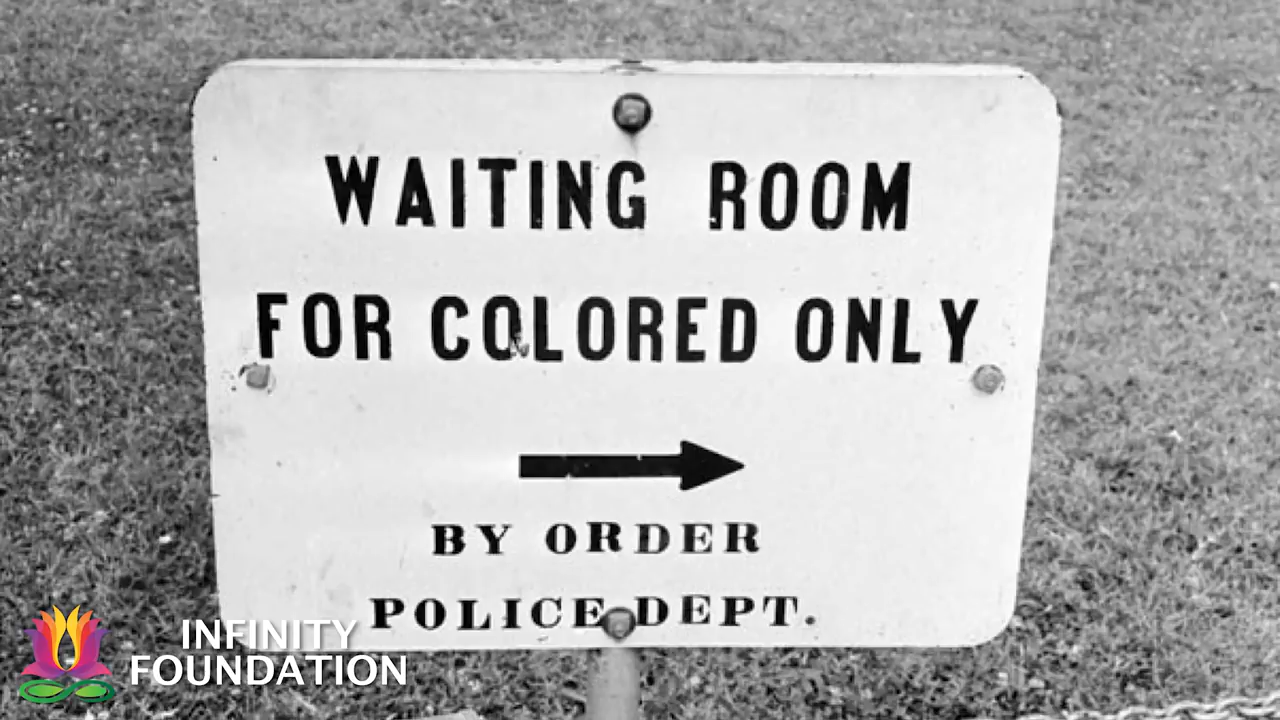 WAITING ROOM
FOR COLORED ONLY
BY ORDER
POLICE DEPT.
INFINITY
FOUNDATION